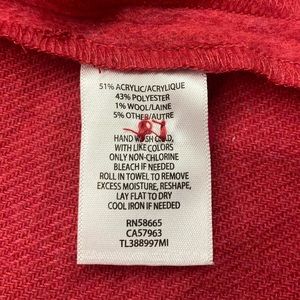 51% ACRYLIC/ACRYLIQUE
43% POLYESTER
1% WOOL/LAINE
5% OTHER/AUTRE
HAND WASH COLD,
WITH LIKE COLORS
ONLY NON-CHLORINE
BLEACH IF NEEDED
ROLL IN TOWEL TO REMOVE
EXCESS MOISTURE, RESHAPE,
LAY FLAT TO DRY
COOL IRON IF NEEDED
RN58665
CA57963
TL388997MI